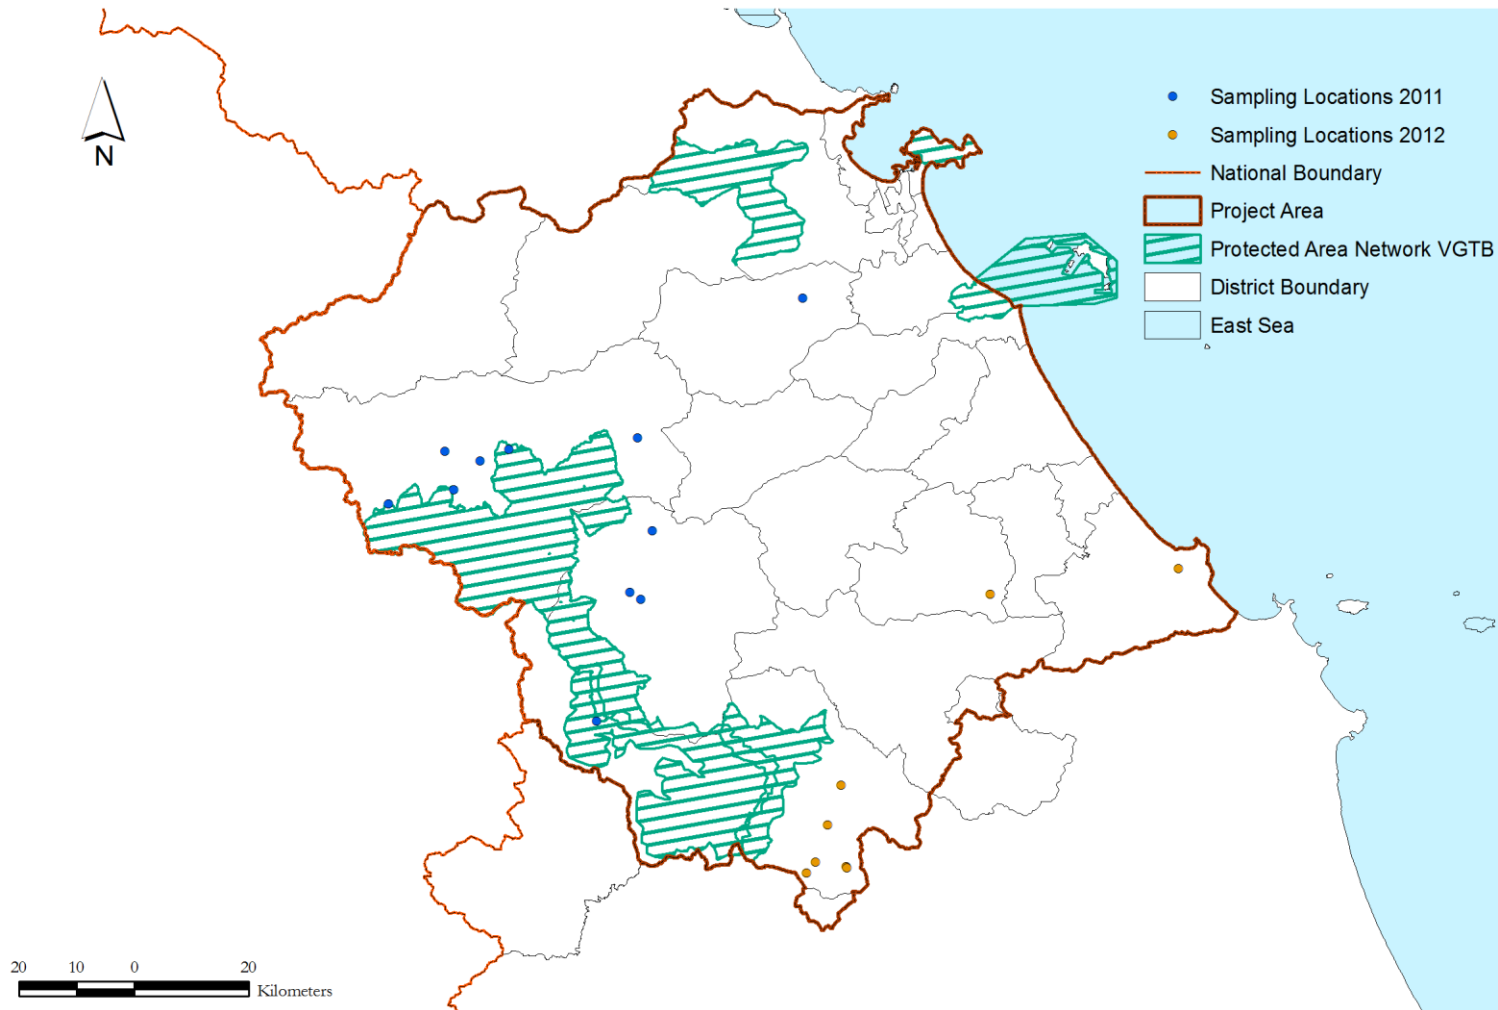 N
Sampling Locations 2011
Sampling Locations 2012
National Boundary
Project Area
Protected Area Network VGTB
District Boundary
East Sea
20 10 0 20
Kilometers